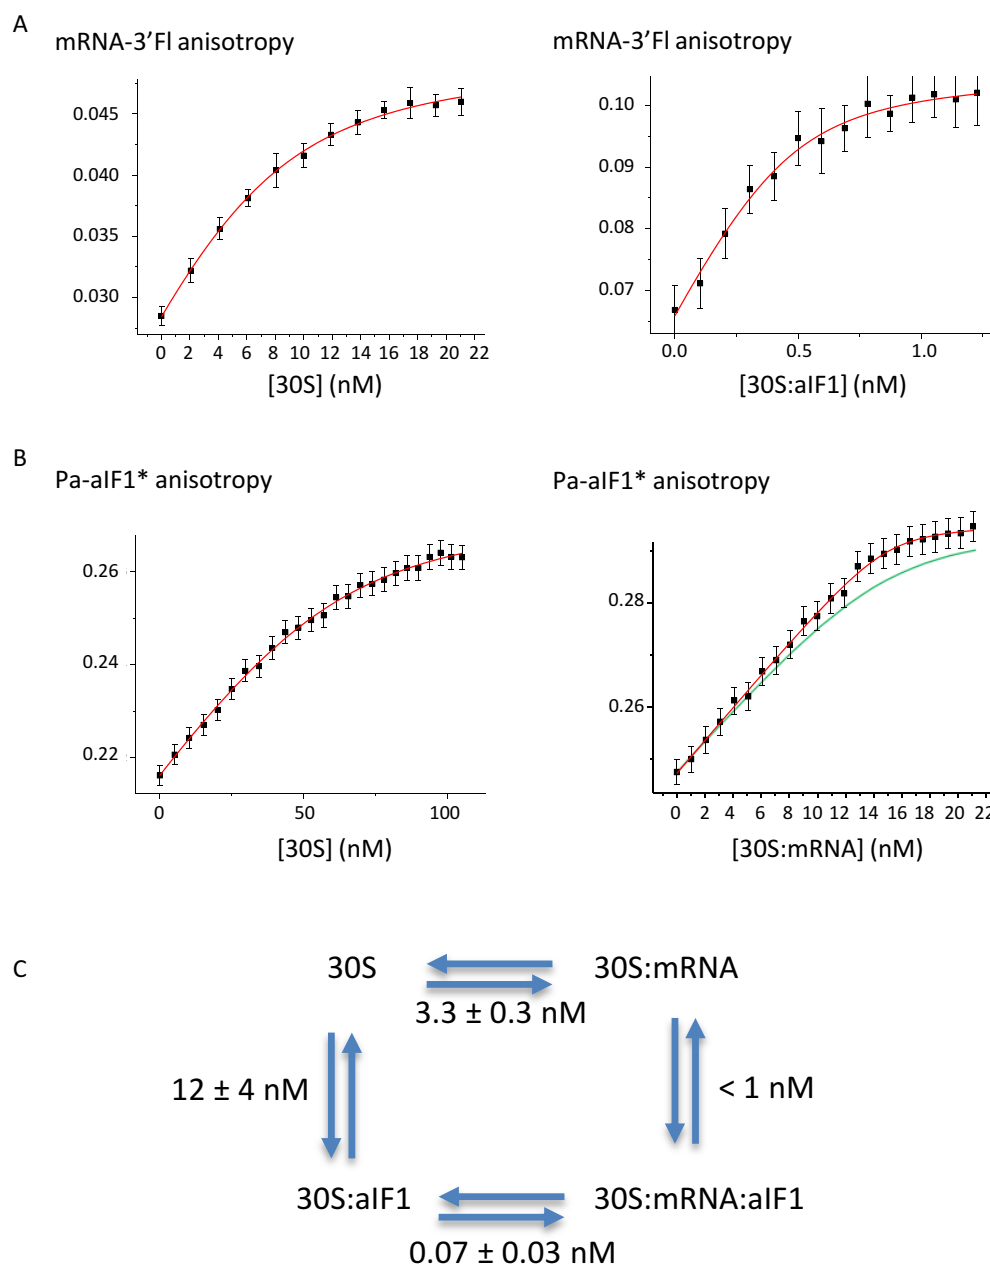 A
mRNA-3’Fl anisotropy
0.045
0.040
0.035
0.030
0 2 4 6 8 10 12 14 16 18 20 22
[30S] (nM)
mRNA-3’Fl anisotropy
0.10
0.09
0.08
0.07
0.0 0.5 1.0
[30S:aIF1] (nM)
B
Pa-aIF1* anisotropy
0.26
0.24
0.22
0 50 100
[30S] (nM)
Pa-aIF1* anisotropy
0.28
0.26
0 2 4 6 8 10 12 14 16 18 20 22
[30S:mRNA] (nM)
C
30S 30S:mRNA
3.3 ± 0.3 nM
12 ± 4 nM < 1 nM
30S:aIF1 30S:mRNA:aIF1
0.07 ± 0.03 nM